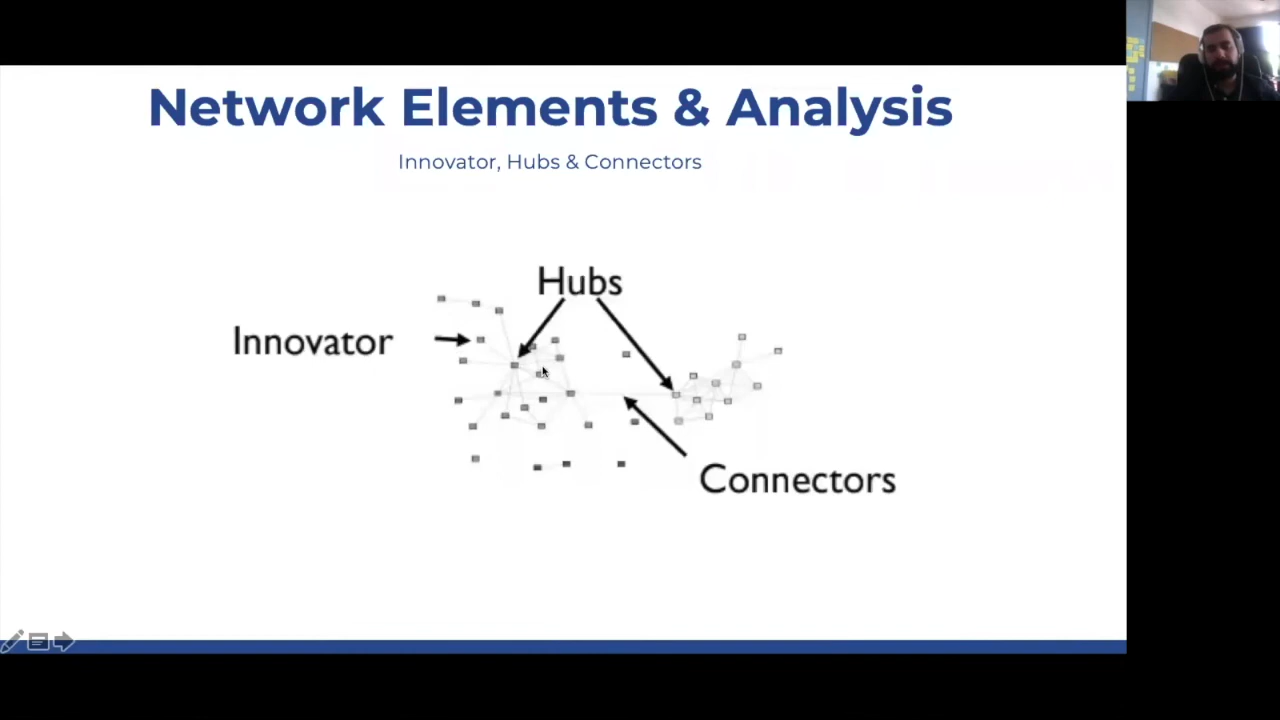 Network Elements & Analysis
Innovator, Hubs & Connectors
Hubs
Innovator
Connectors